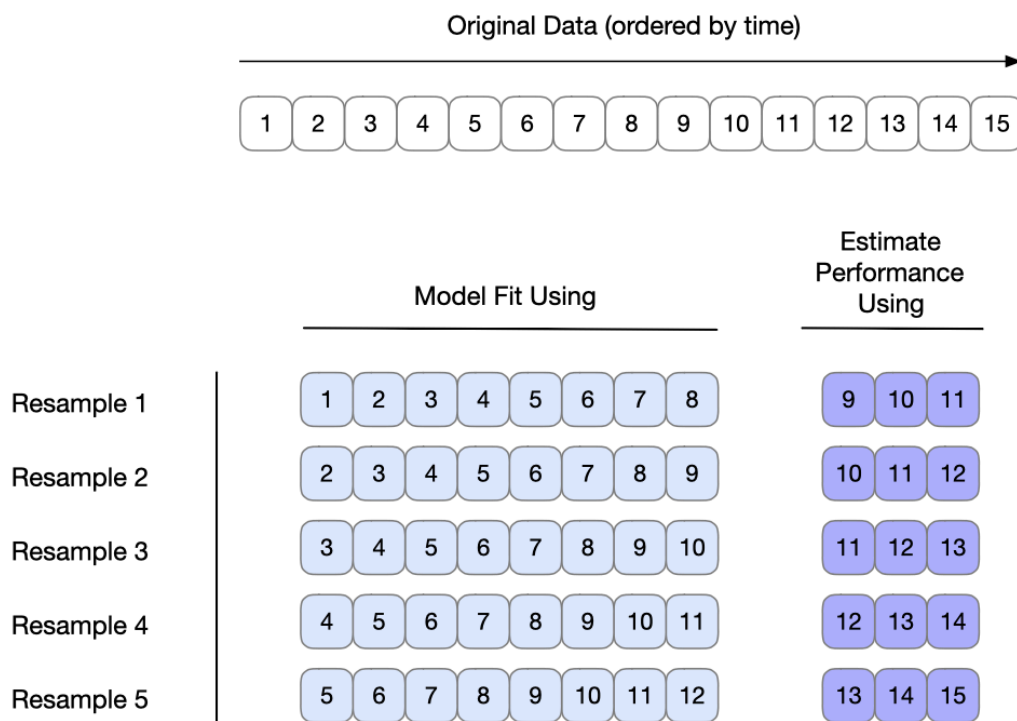 Original Data (ordered by time)
1 2 3 4 5 6 7 8 9 10 11 12 13 14 15
Model Fit Using
Estimate
Performance
Using
Resample 1 1 2 3 4 5 6 7 8 9 10 11
Resample 2 2 3 4 5 6 7 8 9 10 11 12
Resample 3 3 4 5 6 7 8 9 10 11 12 13
Resample 4 4 5 6 7 8 9 10 11 12 13 14
Resample 5 5 6 7 8 9 10 11 12 13 14 15